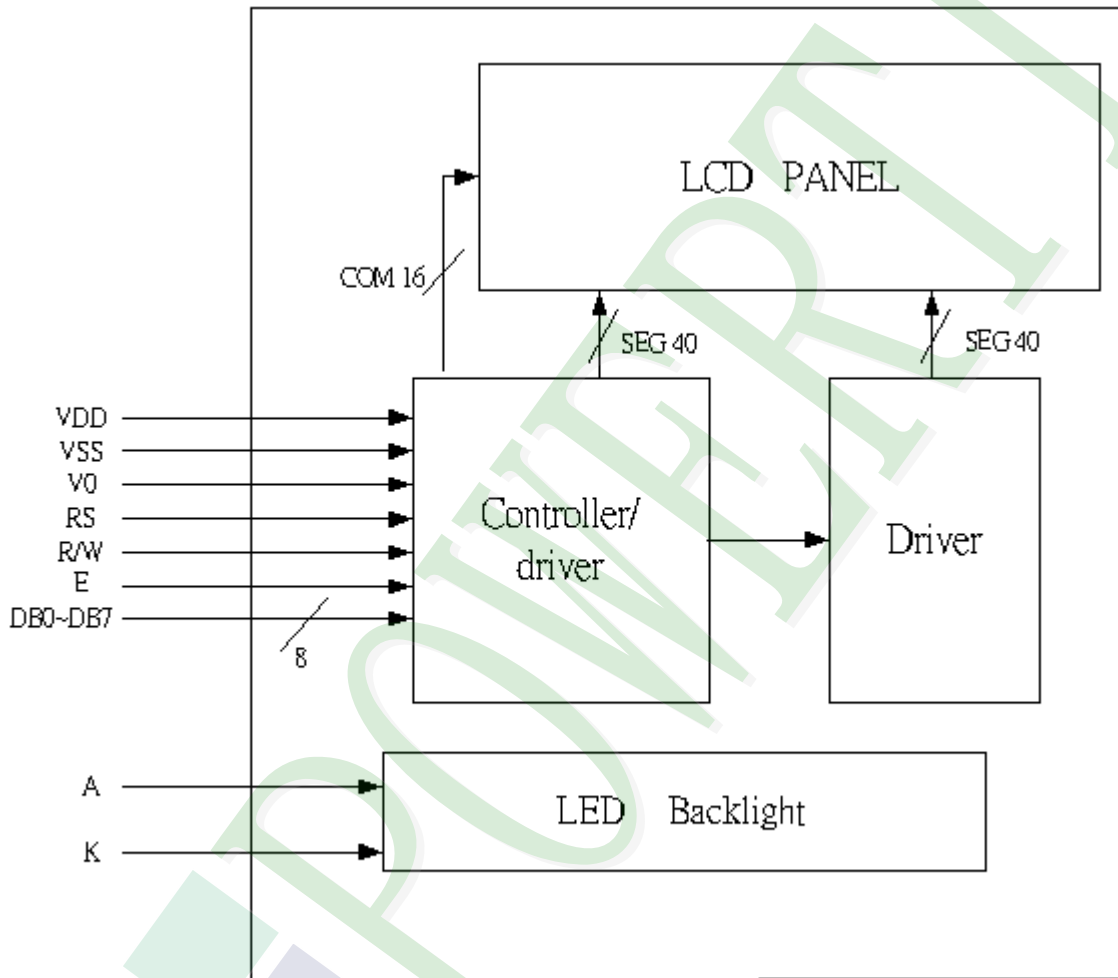 LCD PANEL
COM 16
SEG 40
SEG 40
VDD
VSS
V0
RS
R/W
E
DB0~DB7
8
Controller/
driver
Driver
A
K
LED Backlight
POWERT